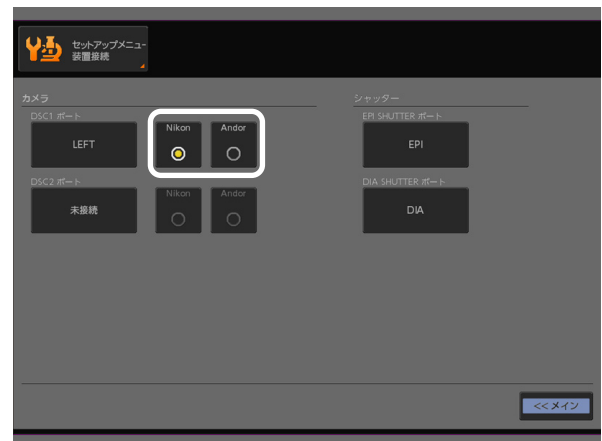 セットアップメニュー
装置接続
カメラ
DSC1 ポート
LEFT
Nikon
Andor
DSC2 ポート
未接続
Nikon
Andor
シャッター
EPI SHUTTER ポート
EPI
DIA SHUTTER ポート
DIA
<< メイン